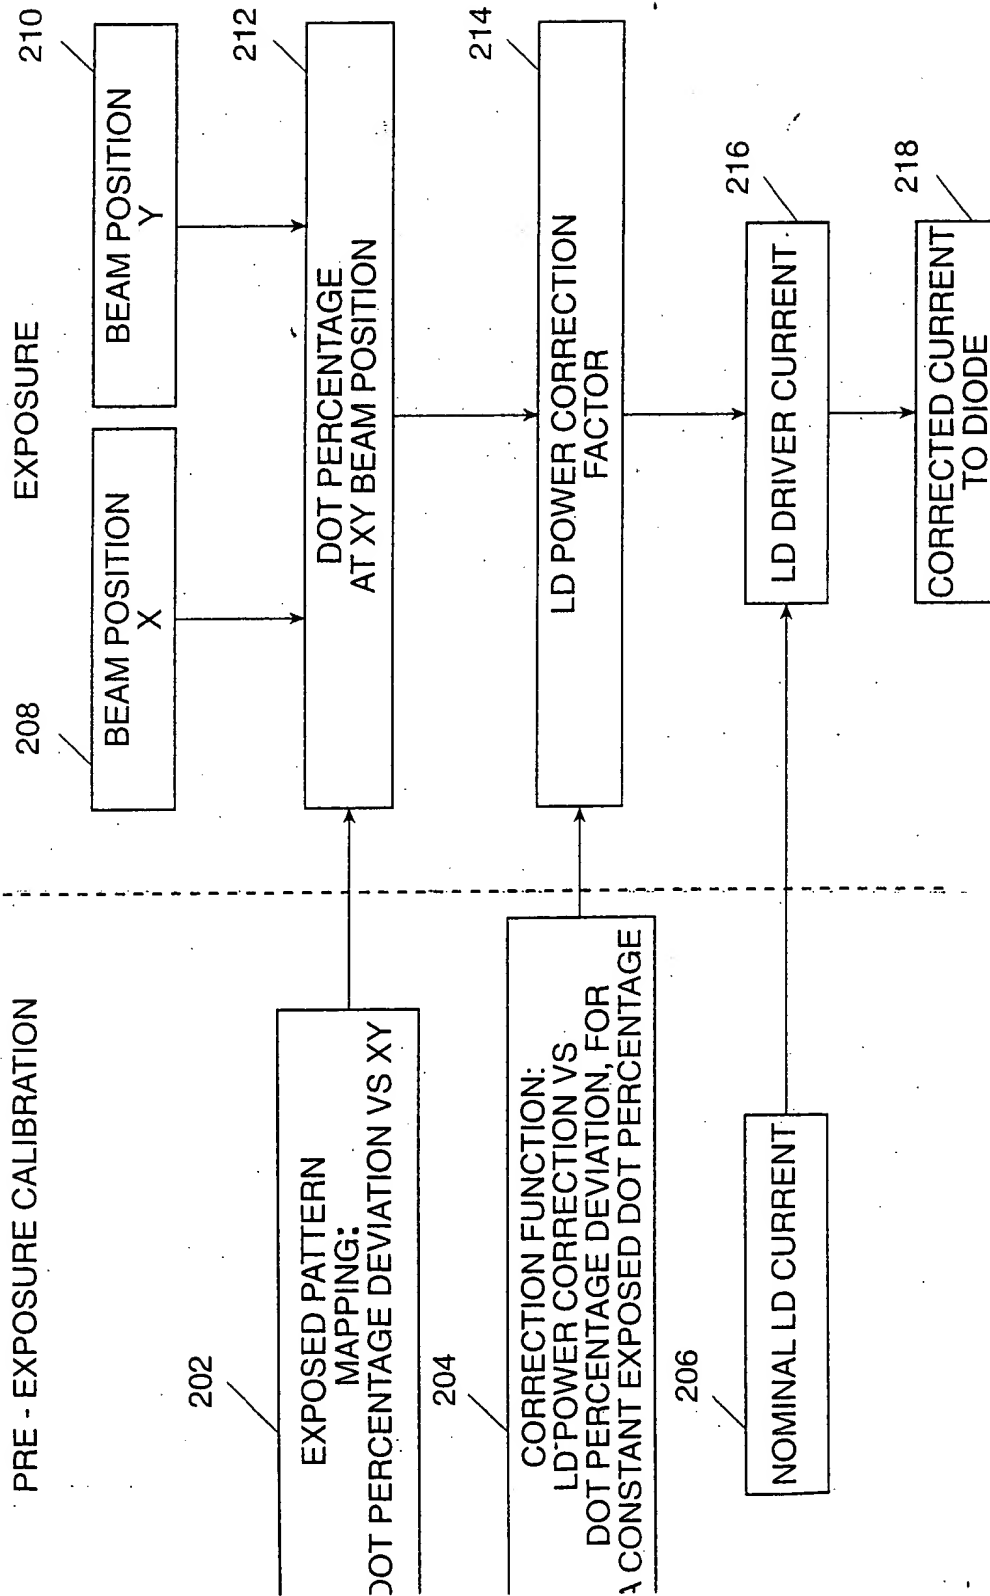 PRE - EXPOSURE CALIBRATION
EXPOSURE
208
210
BEAM POSITION
X
BEAM POSITION
Y
202
EXPOSED PATTERN
MAPPING:
DOT PERCENTAGE DEVIATION VS XY
212
DOT PERCENTAGE
AT XY BEAM POSITION
204
CORRECTION FUNCTION:
LD POWER CORRECTION VS
DOT PERCENTAGE DEVIATION, FOR
A CONSTANT EXPOSED DOT PERCENTAGE
214
LD POWER CORRECTION
FACTOR
206
NOMINAL LD CURRENT
216
LD DRIVER CURRENT
218
CORRECTED CURRENT
TO DIODE